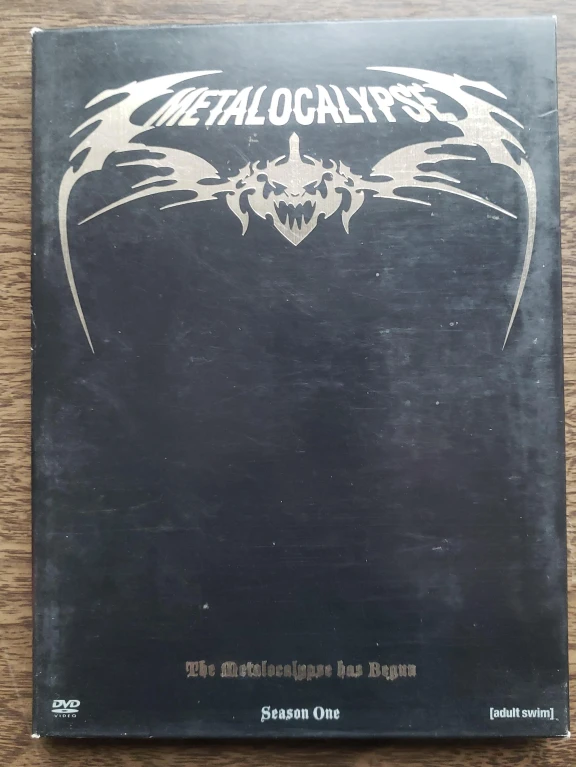 METALOCALYPSE
The Metalocalypse has Begun
DVD
VIDEO
Season One
[adult swim]